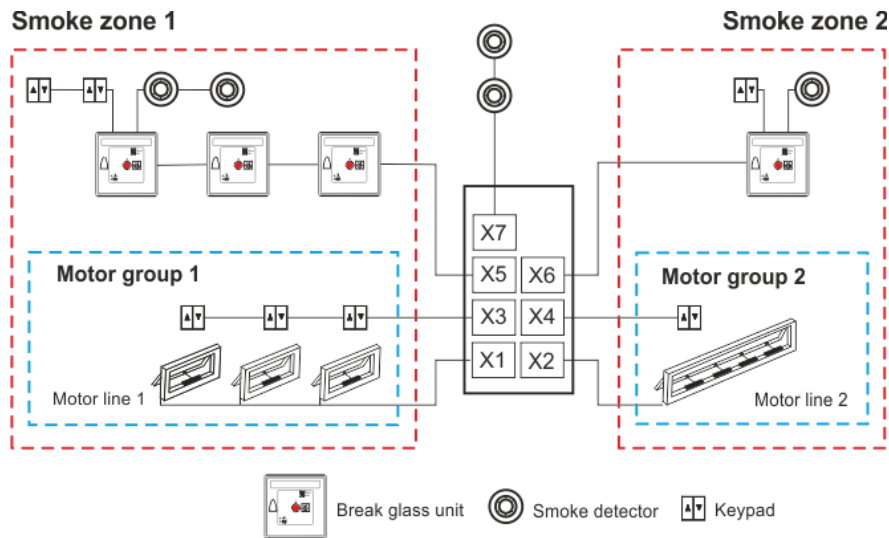 Smoke zone 1
Smoke zone 2
X7
X5 X6
Motor group 1
Motor group 2
X3 X4
X1 X2
Motor line 1
Motor line 2
Break glass unit
Smoke detector
Keypad